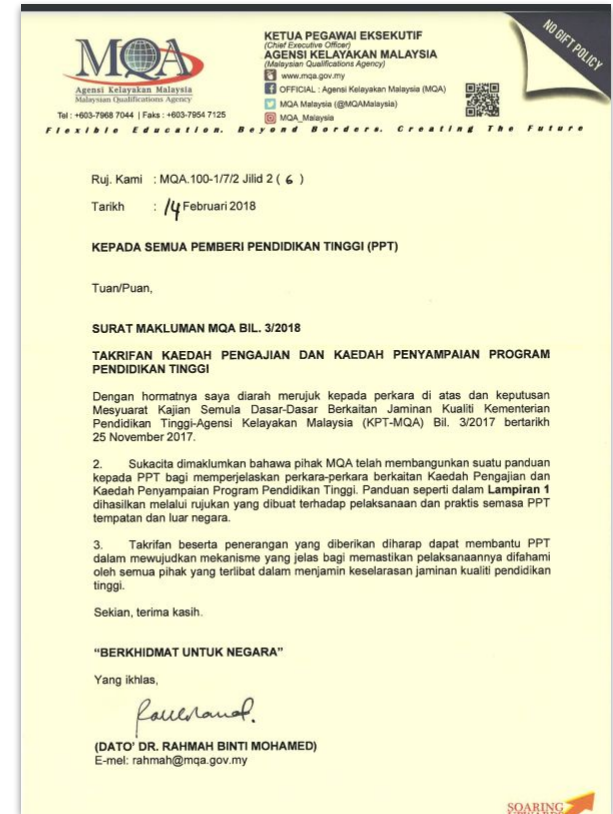 NO GIFT POLICY
MQA
Agensi Kelayakan Malaysia
Malaysian Qualifications Agency
Tel : +603-7968 7044 | Faks : +603-7954 7125
KETUA PEGAWAI EKSEKUTIF
(Chief Executive Officer)
AGENSI KELAYAKAN MALAYSIA
(Malaysian Qualifications Agency)
www.mqa.gov.my
OFFICIAL : Agensi Kelayakan Malaysia (MQA)
MQA Malaysia (@MQAMalaysia)
MQA_Malaysia
Flexible Education. Beyond Borders. Creating The Future
Ruj. Kami : MQA.100-1/7/2 Jilid 2 ( 6 )
Tarikh : 14 Februari 2018
KEPADA SEMUA PEMBERI PENDIDIKAN TINGGI (PPT)
Tuan/Puan,
SURAT MAKLUMAN MQA BIL. 3/2018
TAKRIFAN KAEDAH PENGAJIAN DAN KAEDAH PENYAMPAIAN PROGRAM
PENDIDIKAN TINGGI
Dengan hormatnya saya diarah merujuk kepada perkara di atas dan keputusan
Mesyuarat Kajian Semula Dasar-Dasar Berkaitan Jaminan Kualiti Kementerian
Pendidikan Tinggi-Agensi Kelayakan Malaysia (KPT-MQA) Bil. 3/2017 bertarikh
25 November 2017.
2. Sukacita dimaklumkan bahawa pihak MQA telah membangunkan suatu panduan
kepada PPT bagi memperjelaskan perkara-perkara berkaitan Kaedah Pengajian dan
Kaedah Penyampaian Program Pendidikan Tinggi. Panduan seperti dalam Lampiran 1
dihasilkan melalui rujukan yang dibuat terhadap pelaksanaan dan praktis semasa PPT
tempatan dan luar negara.
3. Takrifan beserta penerangan yang diberikan diharap dapat membantu PPT
dalam mewujudkan mekanisme yang jelas bagi memastikan pelaksanaannya difahami
oleh semua pihak yang terlibat dalam menjamin keselarasan jaminan kualiti pendidikan
tinggi.
Sekian, terima kasih.
"BERKHIDMAT UNTUK NEGARA"
Yang ikhlas,
(DATO' DR. RAHMAH BINTI MOHAMED)
E-mel: rahmah@mqa.gov.my
SOARING